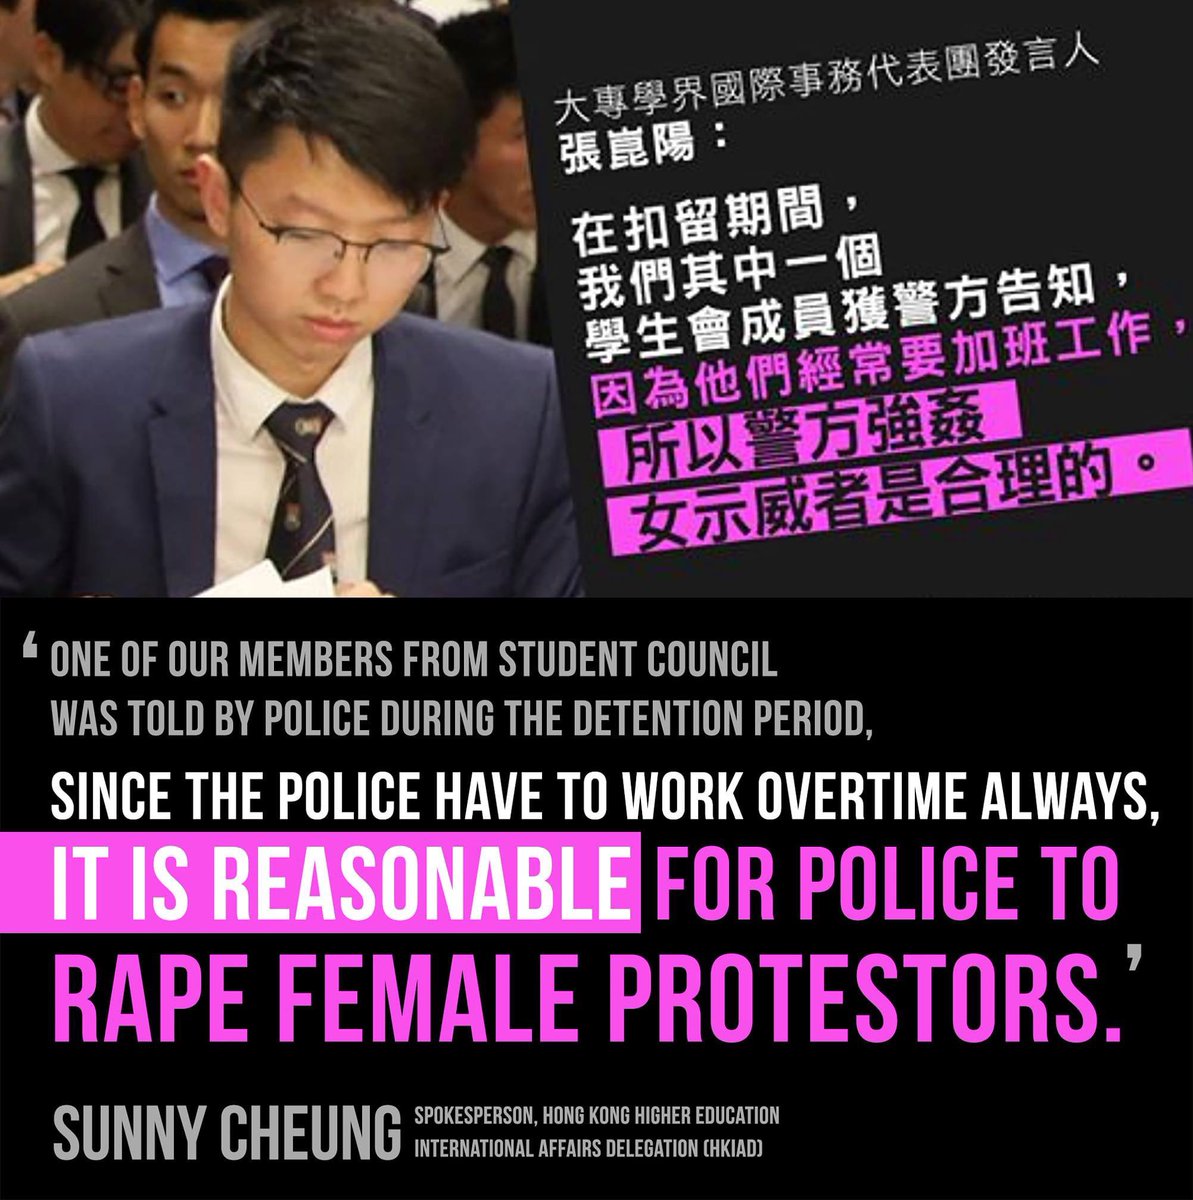 大專學界國際事務代表團發言人
張崑陽：
在扣留期間，
我們其中一個
學生會成員獲警方告知，
因為他們經常要加班工作，
所以警方強姦
女示威者是合理的。
‘ONE OF OUR MEMBERS FROM STUDENT COUNCIL
WAS TOLD BY POLICE DURING THE DETENTION PERIOD,
SINCE THE POLICE HAVE TO WORK OVERTIME ALWAYS,
IT IS REASONABLE FOR POLICE TO
RAPE FEMALE PROTESTORS.’
SUNNY CHEUNG
SPOKESPERSON, HONG KONG HIGHER EDUCATION
INTERNATIONAL AFFAIRS DELEGATION (HKIAD)